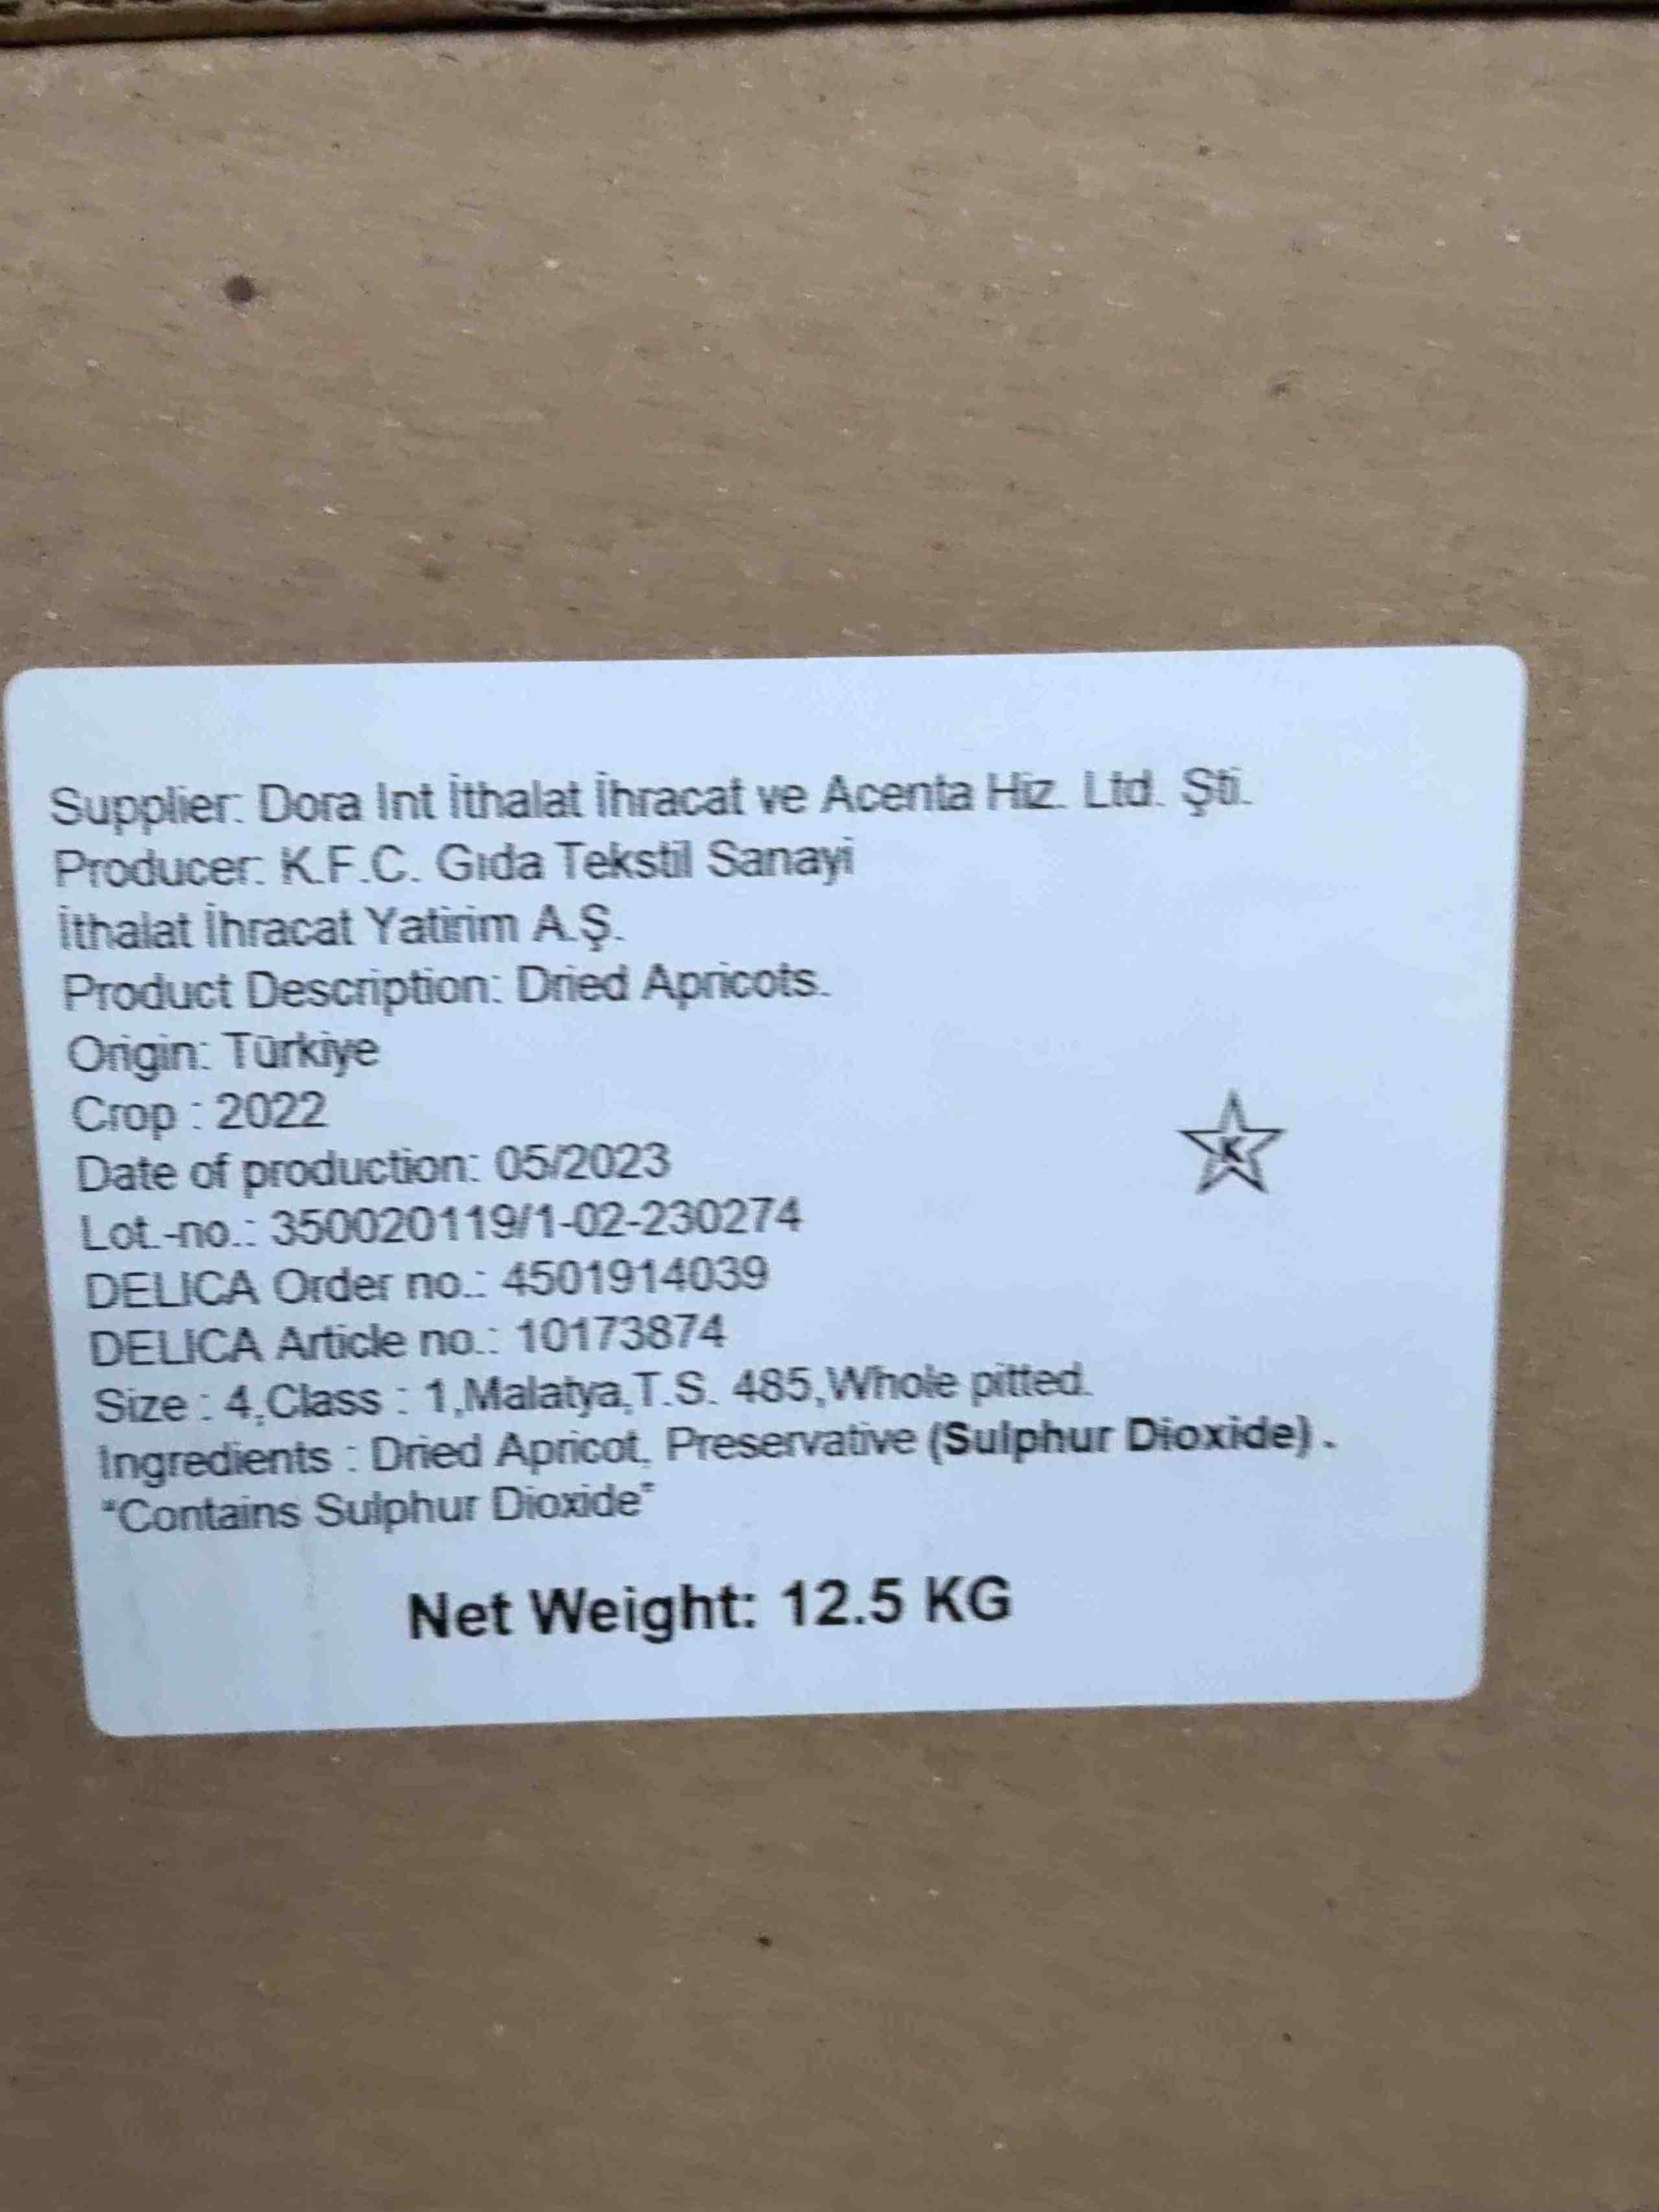 Supplier: Dora Int İthalat İhracat ve Acenta Hiz. Ltd. Şti.
Producer: K.F.C. Gıda Tekstil Sanayi
İthalat İhracat Yatirim A.Ş.
Product Description: Dried Apricots.
Origin: Türkiye
Crop : 2022
Date of production: 05/2023
Lot.-no.: 350020119/1-02-230274
DELICA Order no.: 4501914039
DELICA Article no.: 10173874
Size : 4,Class : 1,Malatya,T.S. 485,Whole pitted.
Ingredients : Dried Apricot, Preservative (Sulphur Dioxide) .
"Contains Sulphur Dioxide"
Net Weight: 12.5 KG
K